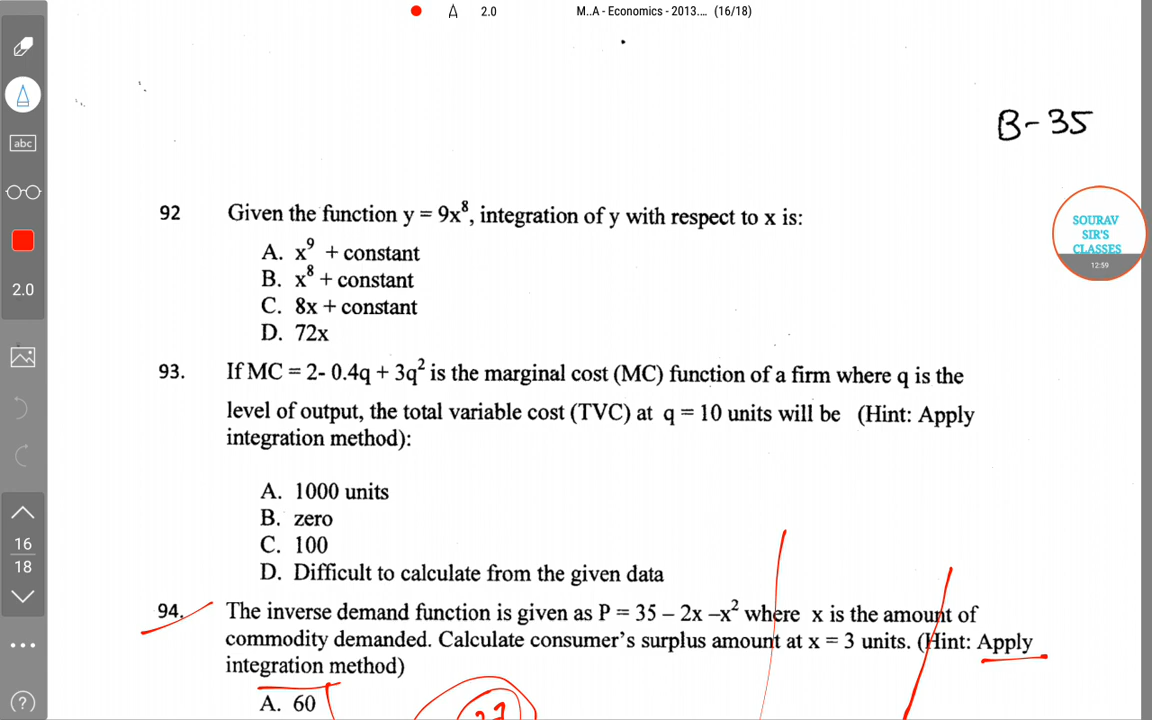 2.0 M..A - Economics - 2013.... (16/18)
B-35
abc
SOURAV
SIR'S
CLASSES
12:59
92 Given the function y = 9x⁸, integration of y with respect to x is:
A. x⁹ + constant
B. x⁸ + constant
C. 8x + constant
D. 72x
2.0
93. If MC = 2- 0.4q + 3q² is the marginal cost (MC) function of a firm where q is the
level of output, the total variable cost (TVC) at q = 10 units will be (Hint: Apply
integration method):
A. 1000 units
B. zero
C. 100
D. Difficult to calculate from the given data
16
18
94. The inverse demand function is given as P = 35 – 2x –x² where x is the amount of
commodity demanded. Calculate consumer's surplus amount at x = 3 units. (Hint: Apply
integration method)
A. 60